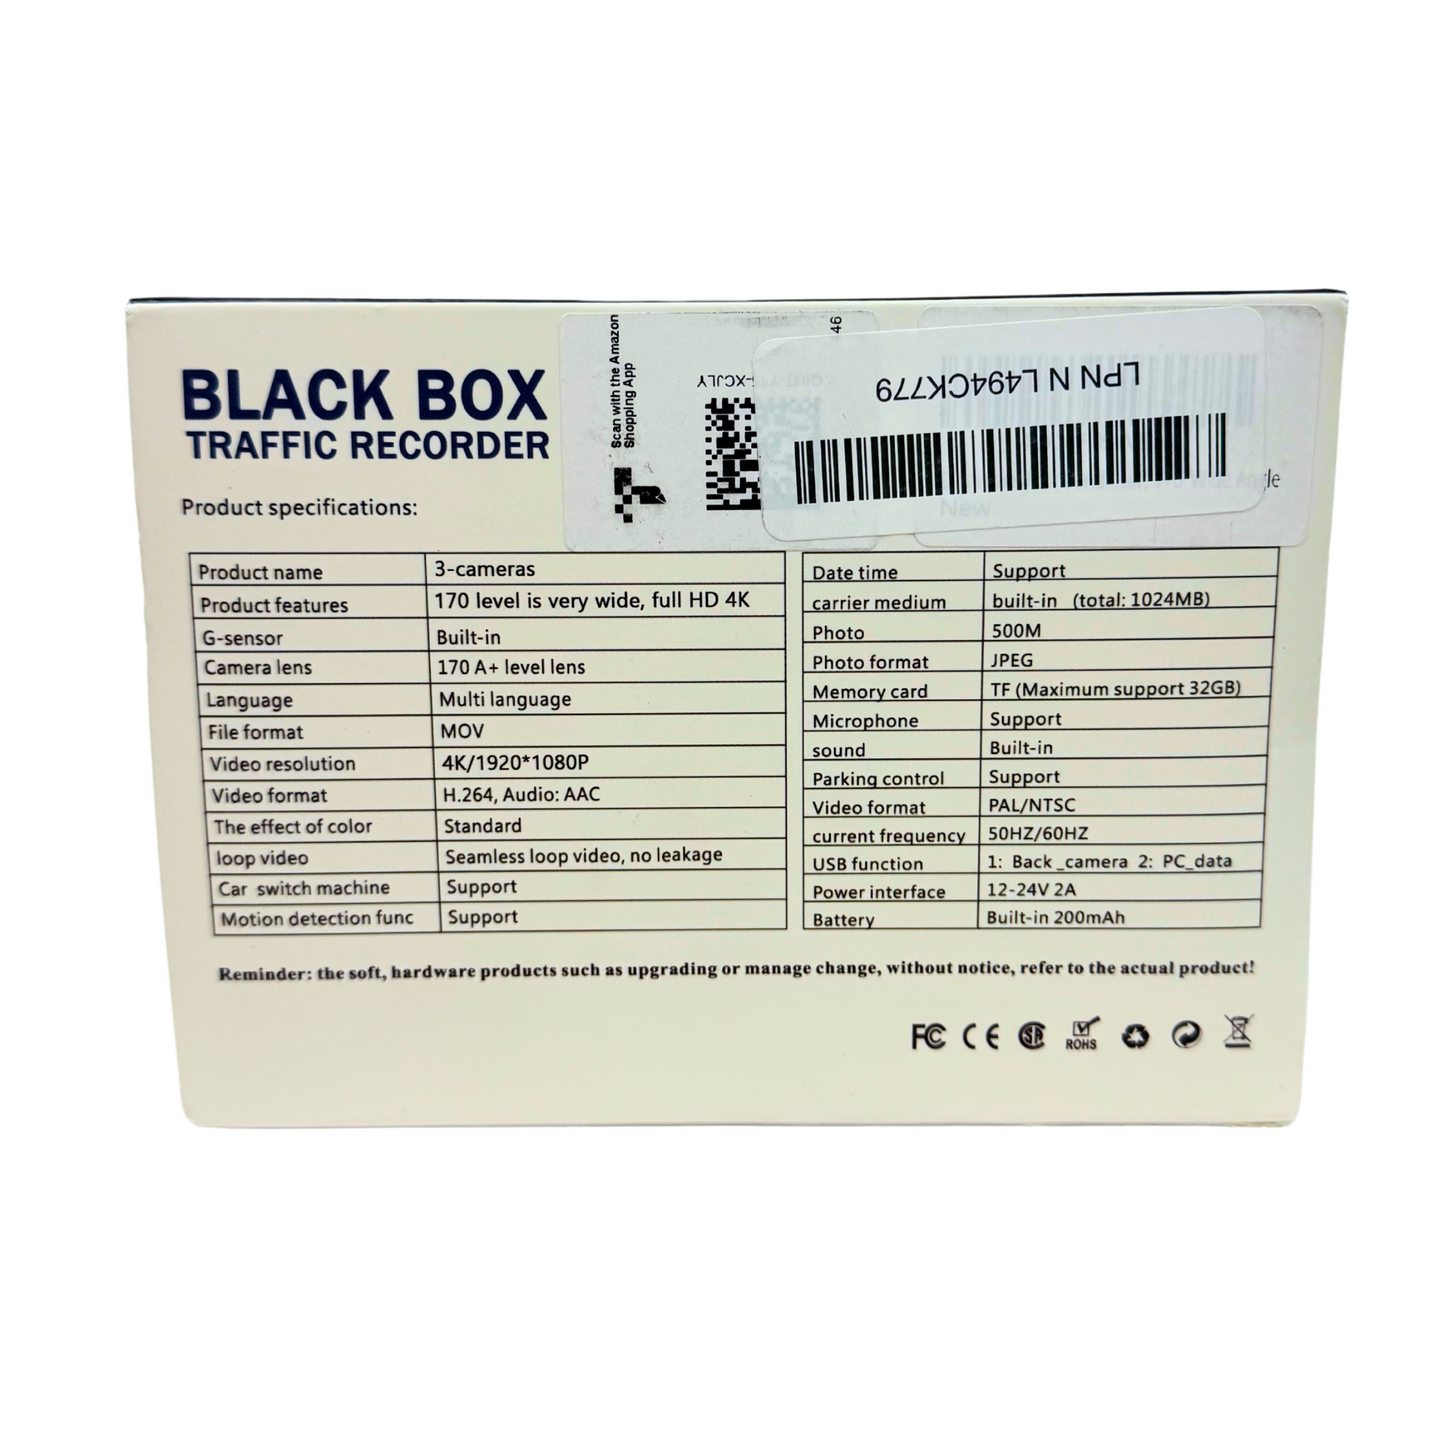 BLACK BOX
TRAFFIC RECORDER
Product specifications:
Scan with the Amazon
Shopping App
-XCJLY
46
LPN N L494CK779
New
Product name 3-cameras
Product features 170 level is very wide, full HD 4K
G-sensor Built-in
Camera lens 170 A+ level lens
Language Multi language
File format MOV
Video resolution 4K/1920*1080P
Video format H.264, Audio: AAC
The effect of color Standard
loop video Seamless loop video, no leakage
Car switch machine Support
Motion detection func Support
Date time Support
carrier medium built-in (total: 1024MB)
Photo 500M
Photo format JPEG
Memory card TF (Maximum support 32GB)
Microphone Support
sound Built-in
Parking control Support
Video format PAL/NTSC
current frequency 50HZ/60HZ
USB function 1: Back_camera 2: PC_data
Power interface 12-24V 2A
Battery Built-in 200mAh
Reminder: the soft, hardware products such as upgrading or manage change, without notice, refer to the actual product!
FC CE SA ROHS